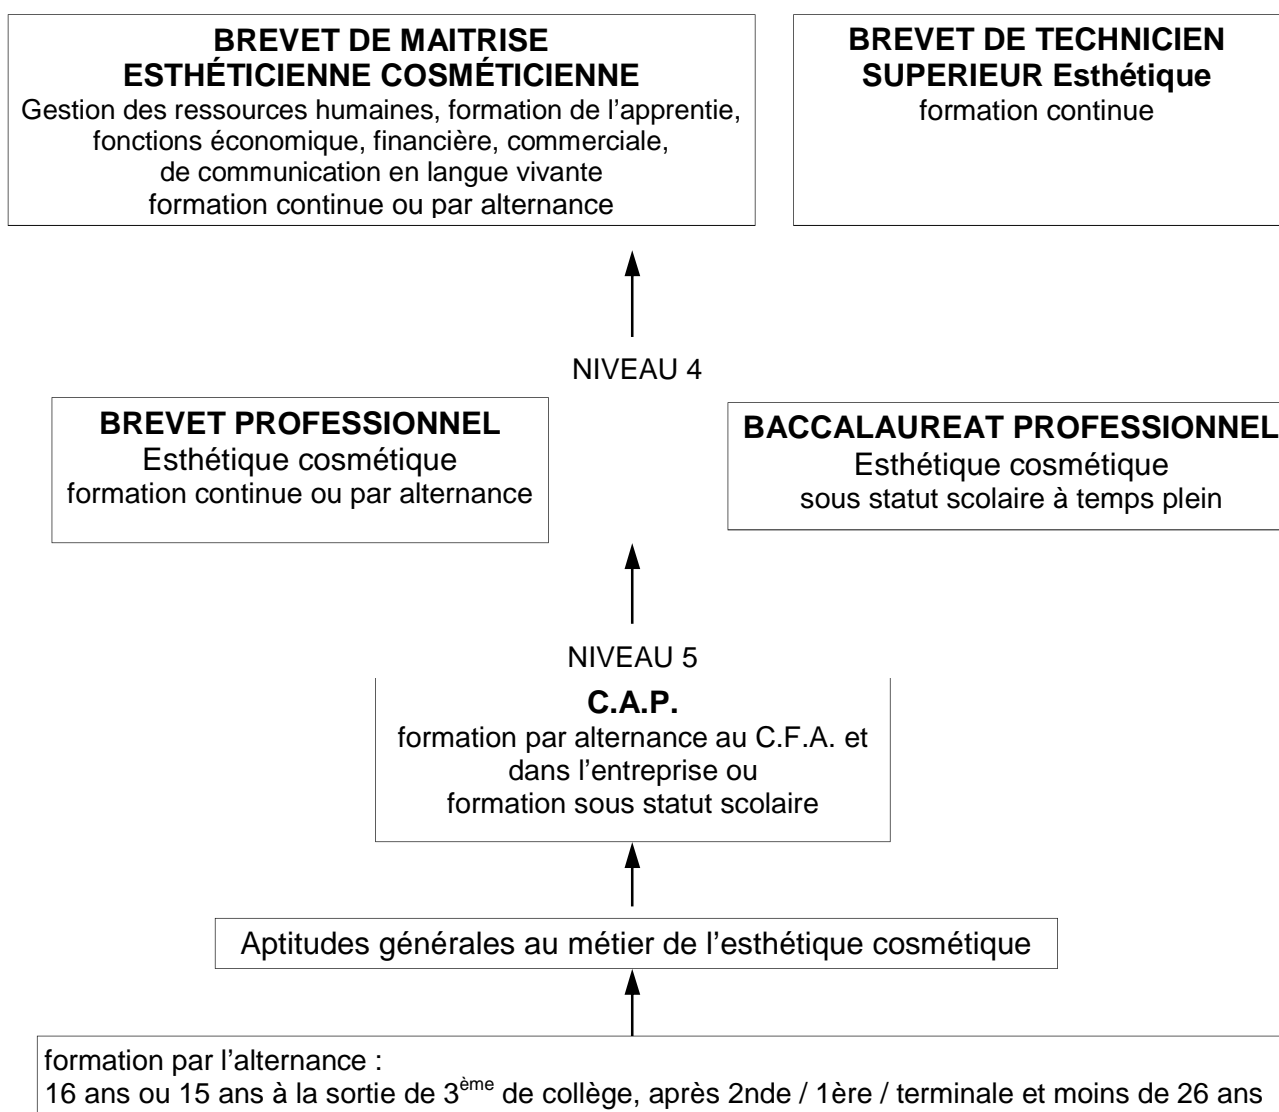 BREVET DE MAITRISE
ESTHÉTICIENNE COSMÉTICIENNE
Gestion des ressources humaines, formation de l'apprentie,
fonctions économique, financière, commerciale,
de communication en langue vivante
formation continue ou par alternance
BREVET DE TECHNICIEN
SUPERIEUR Esthétique
formation continue
NIVEAU 4
BREVET PROFESSIONNEL
Esthétique cosmétique
formation continue ou par alternance
BACCALAUREAT PROFESSIONNEL
Esthétique cosmétique
sous statut scolaire à temps plein
NIVEAU 5
C.A.P.
formation par alternance au C.F.A. et
dans l'entreprise ou
formation sous statut scolaire
Aptitudes générales au métier de l'esthétique cosmétique
formation par l'alternance :
16 ans ou 15 ans à la sortie de 3ème de collège, après 2nde / 1ère / terminale et moins de 26 ans